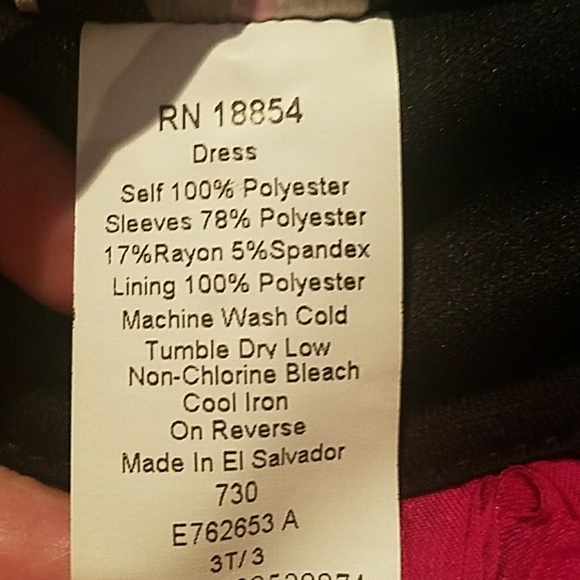 RN 18854
Dress
Self 100% Polyester
Sleeves 78% Polyester
17%Rayon 5%Spandex
Lining 100% Polyester
Machine Wash Cold
Tumble Dry Low
Non-Chlorine Bleach
Cool Iron
On Reverse
Made In El Salvador
730
E762653 A
3T/3